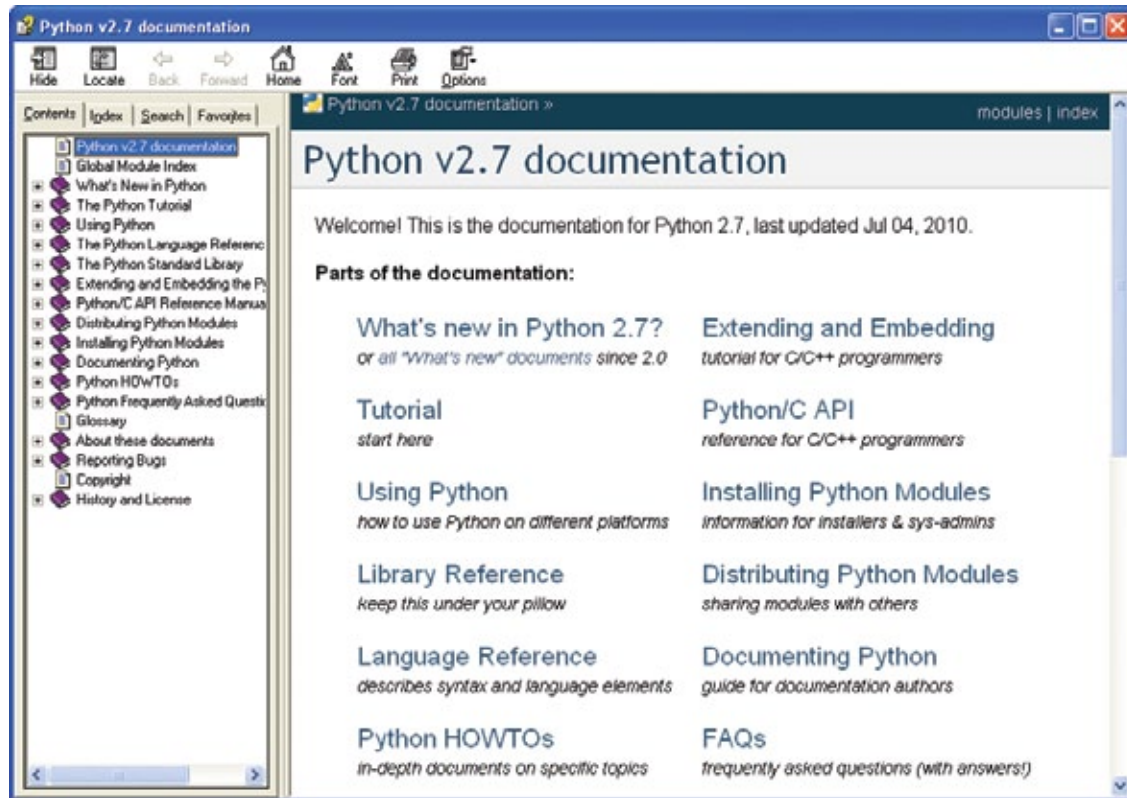 Python v2.7 documentation
Hide Locate Back Forward Home Font Print Options
Contents Index Search Favorites
Python v2.7 documentation
Global Module Index
What's New in Python
The Python Tutorial
Using Python
The Python Language Referenc
The Python Standard Library
Extending and Embedding the Py
Python/C API Reference Manua
Distributing Python Modules
Installing Python Modules
Documenting Python
Python HOWTOs
Python Frequently Asked Questic
Glossary
About these documents
Reporting Bugs
Copyright
History and License
Python v2.7 documentation » modules | index
Python v2.7 documentation
Welcome! This is the documentation for Python 2.7, last updated Jul 04, 2010.
Parts of the documentation:
What's new in Python 2.7?
or all "What's new" documents since 2.0
Extending and Embedding
tutorial for C/C++ programmers
Tutorial
start here
Python/C API
reference for C/C++ programmers
Using Python
how to use Python on different platforms
Installing Python Modules
information for installers & sys-admins
Library Reference
keep this under your pillow
Distributing Python Modules
sharing modules with others
Language Reference
describes syntax and language elements
Documenting Python
guide for documentation authors
Python HOWTOs
in-depth documents on specific topics
FAQs
frequently asked questions (with answers!)